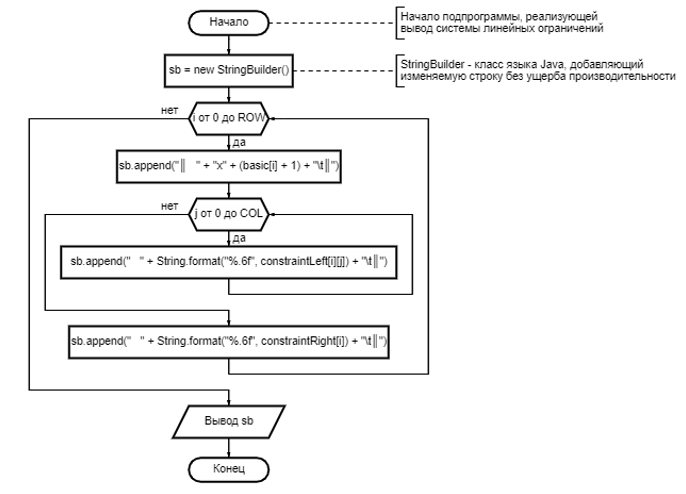 Начало
Начало подпрограммы, реализующей
вывод системы линейных ограничений
sb = new StringBuilder()
StringBuilder - класс языка Java, добавляющий
изменяемую строку без ущерба производительности
нет
i от 0 до ROW
да
sb.append("║   " + "x" + (basic[i] + 1) + "\t║")
нет
j от 0 до COL
да
sb.append("   " + String.format("%.6f", constraintLeft[i][j]) + "\t║")
sb.append("   " + String.format("%.6f", constraintRight[i]) + "\t║")
Вывод sb
Конец